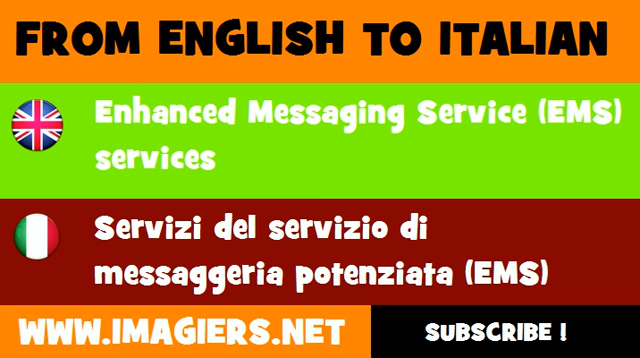 FROM ENGLISH TO ITALIAN
Enhanced Messaging Service (EMS)
services
Servizi del servizio di
messaggeria potenziata (EMS)
WWW.IMAGIERS.NET
SUBSCRIBE !